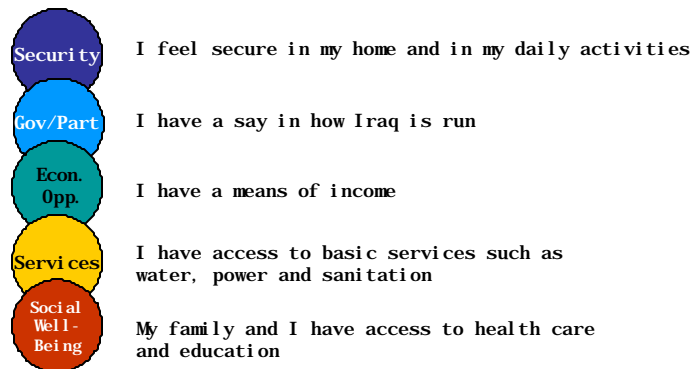 Security
I feel secure in my home and in my daily activities
Gov/Part
I have a say in how Iraq is run
Econ.
Opp.
I have a means of income
Services
I have access to basic services such as
water, power and sanitation
Social
Well-
Being
My family and I have access to health care
and education